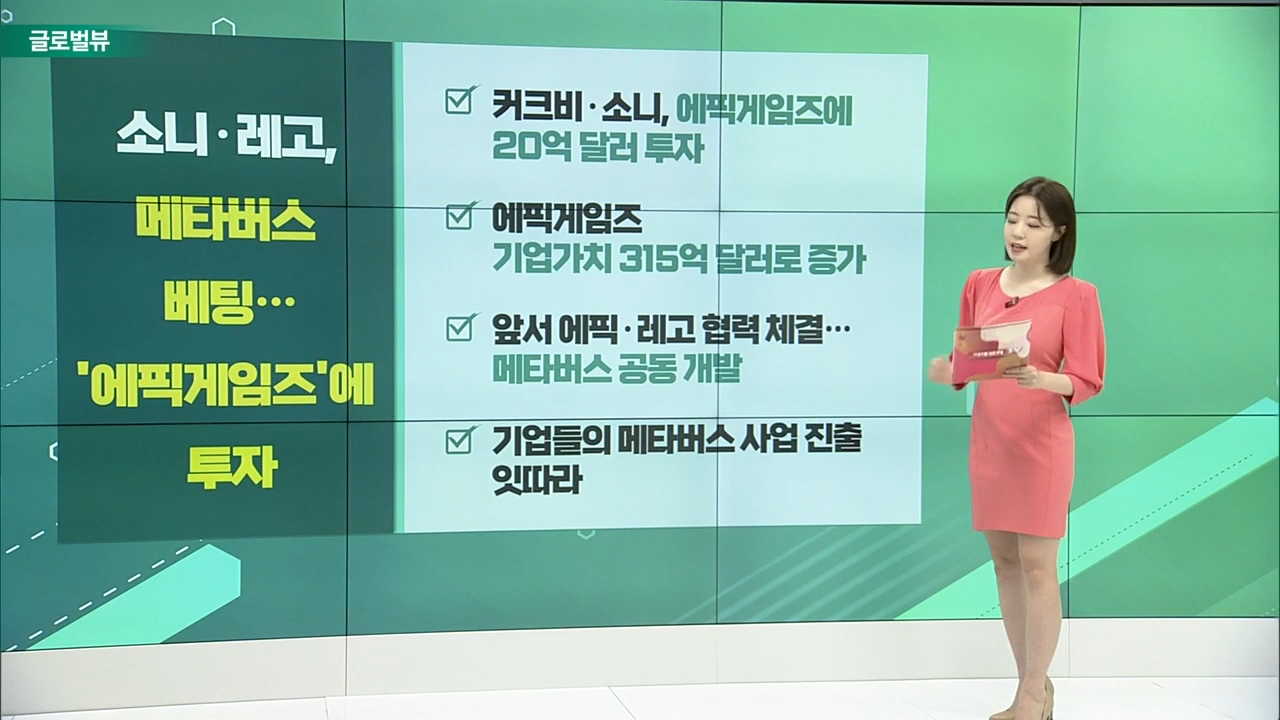 글로벌뷰
소니·레고,
메타버스
베팅…
'에픽게임즈'에
투자
커크비·소니, 에픽게임즈에
20억 달러 투자
에픽게임즈
기업가치 315억 달러로 증가
앞서 에픽·레고 협력 체결…
메타버스 공동 개발
기업들의 메타버스 사업 진출
잇따라